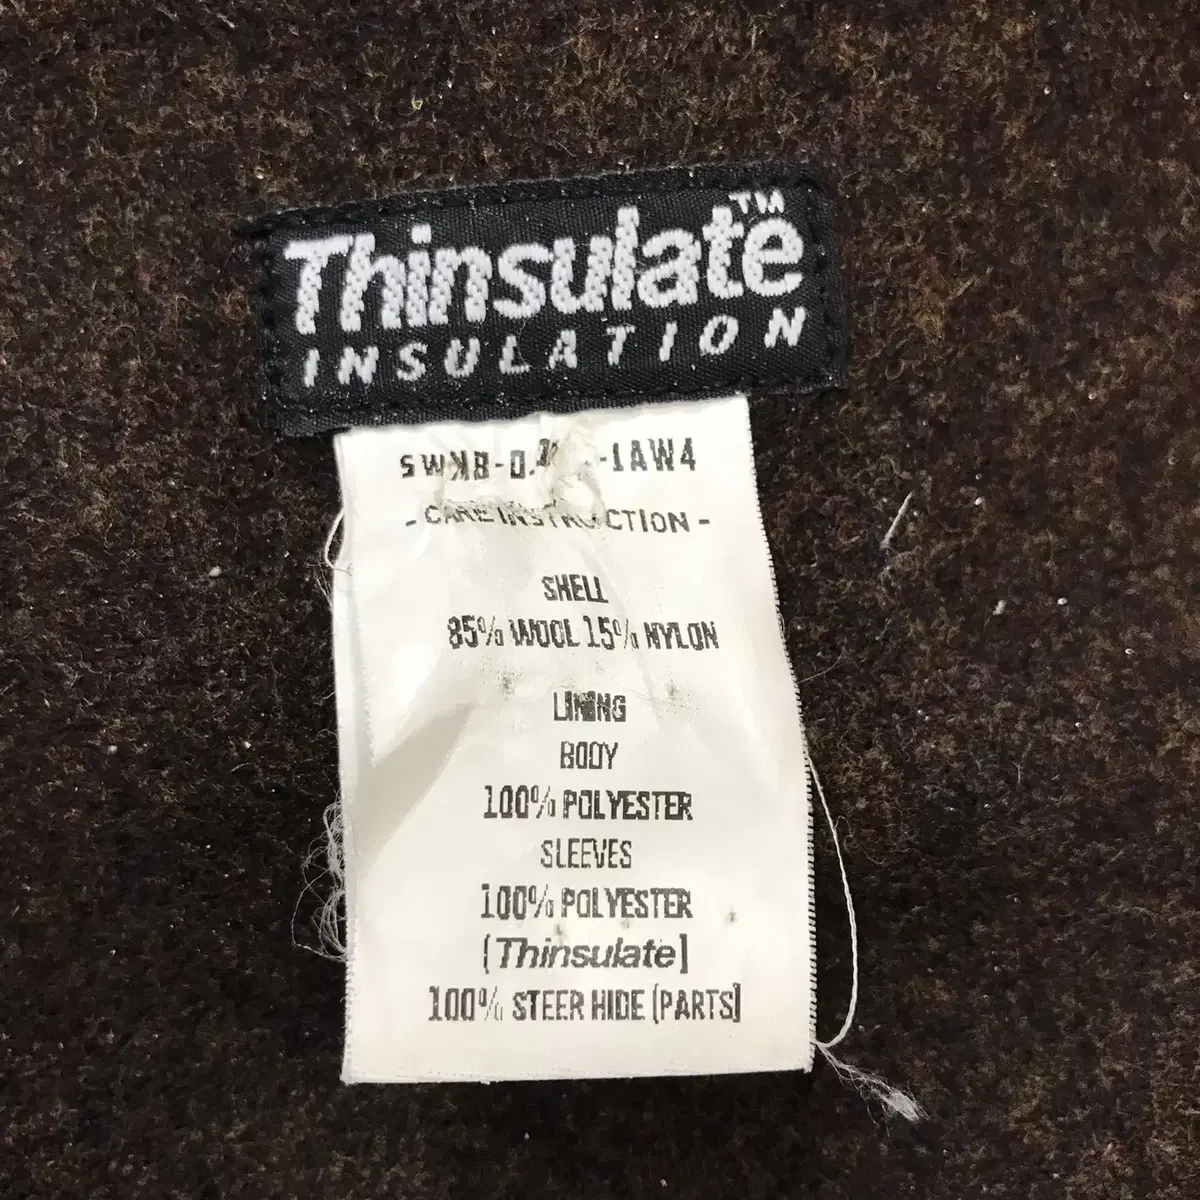 Thinsulate™
INSULATION
-1AW4
- CARE INSTRUCTION -
SHELL
85% WOOL 15% NYLON
LINING
BODY
100% POLYESTER
SLEEVES
100% POLYESTER
[Thinsulate]
100% STEER HIDE [PARTS]